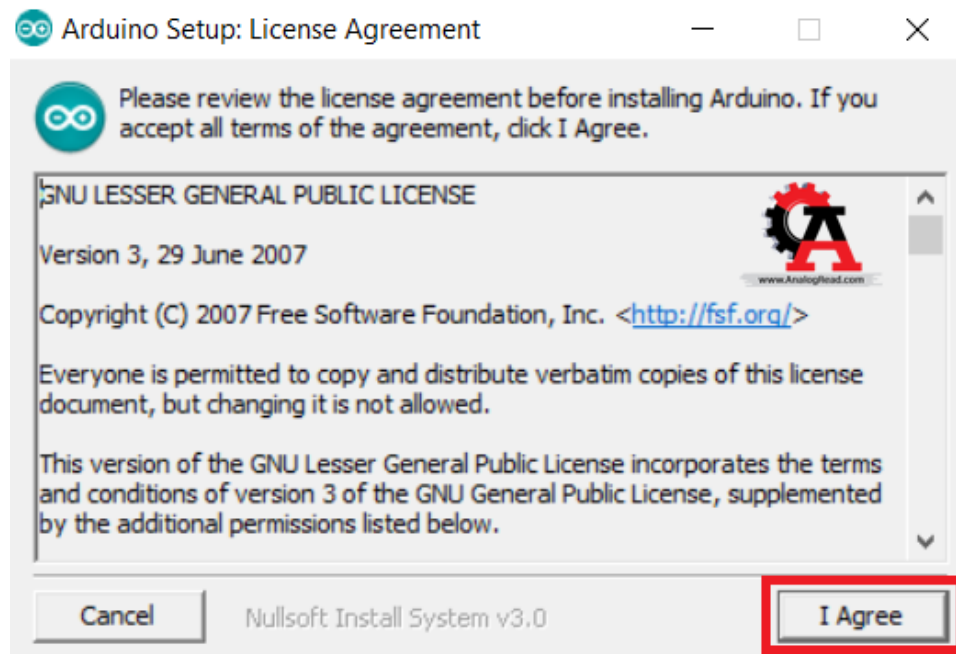 Arduino Setup: License Agreement
Please review the license agreement before installing Arduino. If you
accept all terms of the agreement, click I Agree.
GNU LESSER GENERAL PUBLIC LICENSE
Version 3, 29 June 2007
Copyright (C) 2007 Free Software Foundation, Inc. <http://fsf.org/>
Everyone is permitted to copy and distribute verbatim copies of this license
document, but changing it is not allowed.
This version of the GNU Lesser General Public License incorporates the terms
and conditions of version 3 of the GNU General Public License, supplemented
by the additional permissions listed below.
A
www.AnalogRead.com
Cancel
Nullsoft Install System v3.0
I Agree